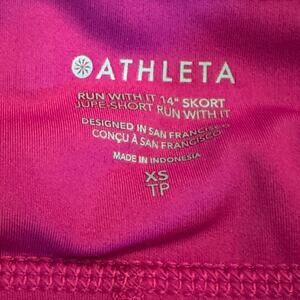 ATHLETA
RUN WITH IT 14" SKORT
JUPE-SHORT RUN WITH IT
DESIGNED IN SAN FRANCISCO
CONÇU À SAN FRANCISCO
MADE IN INDONESIA
XS
TP